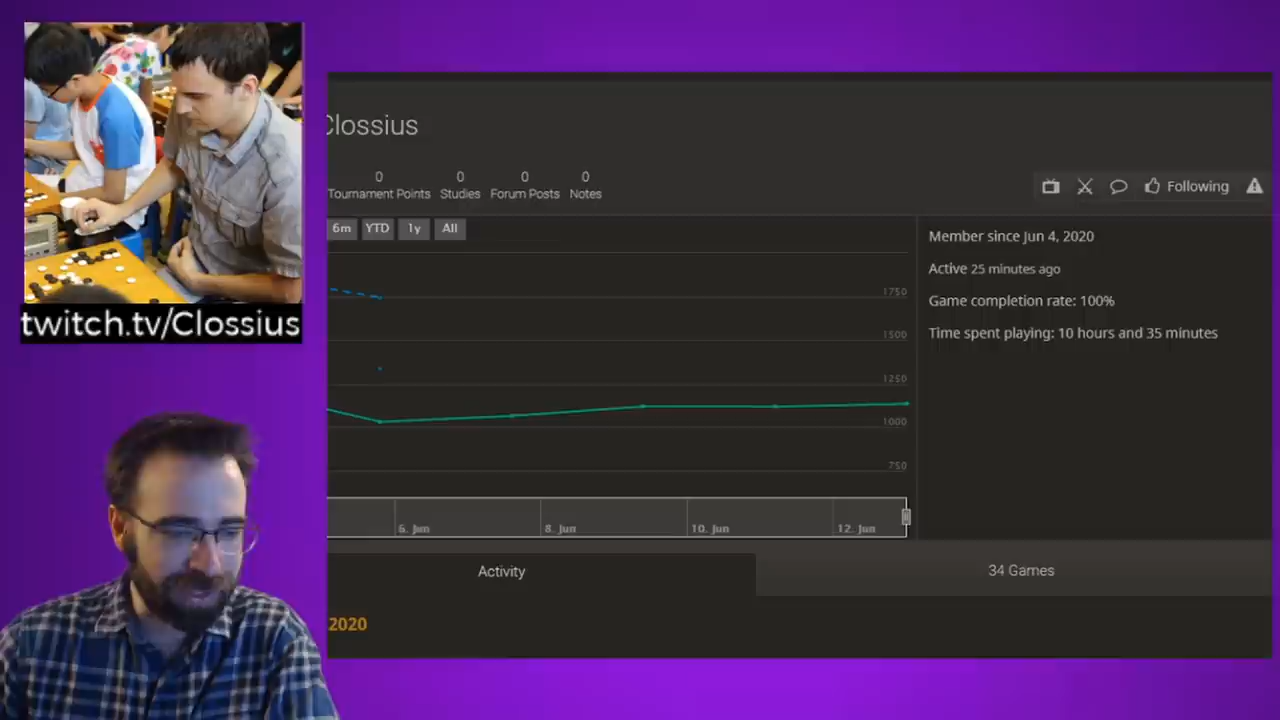 twitch.tv/Clossius
Clossius
0 0 0 0
Tournament Points Studies Forum Posts Notes
Following
6m YTD 1y All
1750
1500
1250
1000
750
6. Jun 8. Jun 10. Jun 12. Jun
Member since Jun 4, 2020
Active 25 minutes ago
Game completion rate: 100%
Time spent playing: 10 hours and 35 minutes
Activity
34 Games
2020